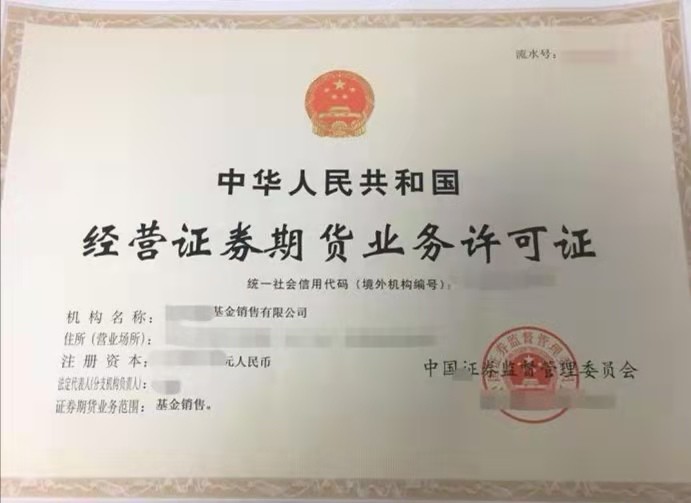 流水号:
中华人民共和国
经营证券期货业务许可证
统一社会信用代码(境外机构编号):
机构名称: 基金销售有限公司
住所(营业场所):
注册资本: 元人民币
法定代表人(分支机构负责人):
证券期货业务范围: 基金销售。
中国证券监督管理委员会